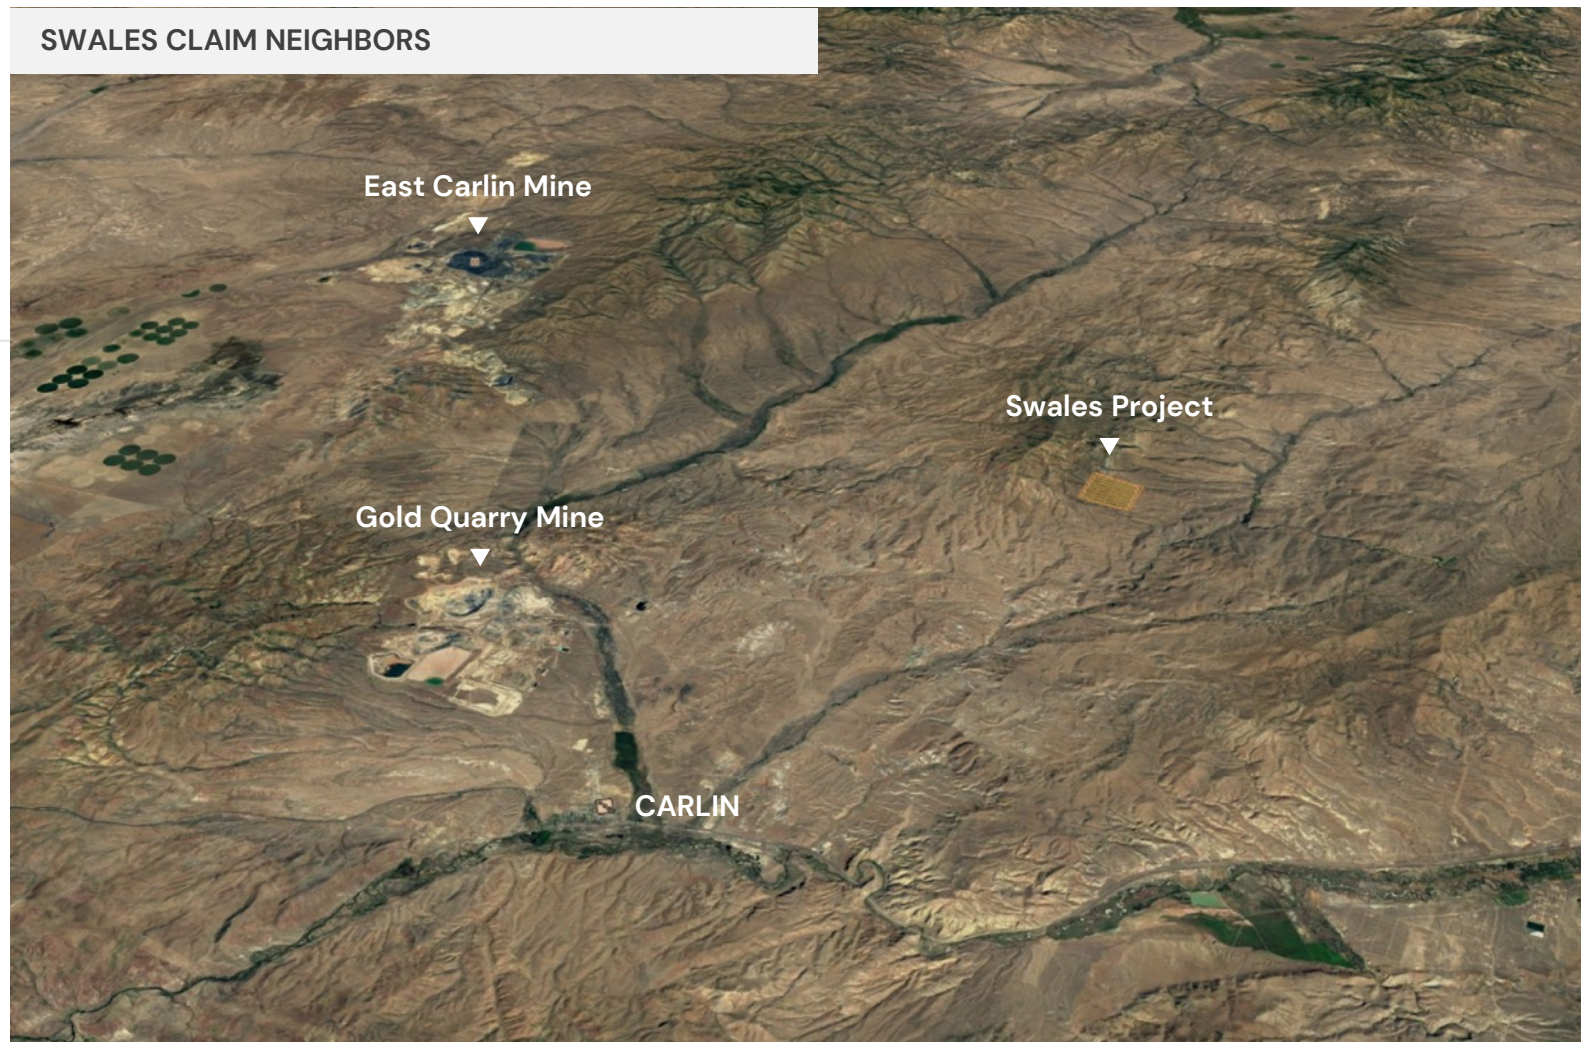 SWALES CLAIM NEIGHBORS
East Carlin Mine
Swales Project
Gold Quarry Mine
CARLIN